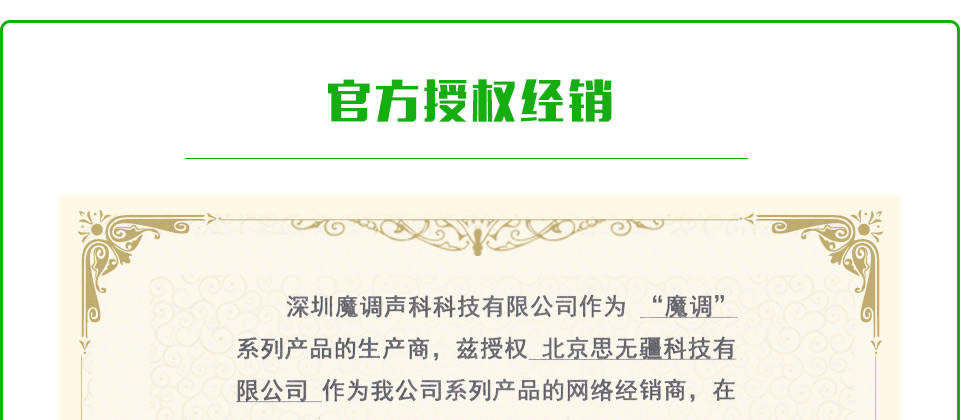 官方授权经销
深圳魔调声科科技有限公司作为 “魔调”
系列产品的生产商，兹授权 北京思无疆科技有
限公司 作为我公司系列产品的网络经销商，在